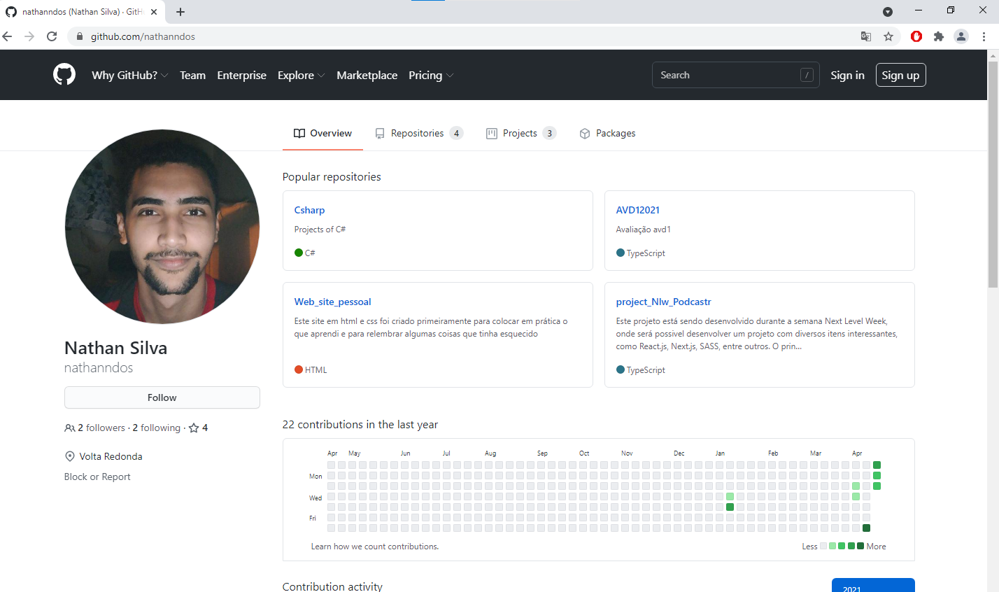 nathanndos (Nathan Silva) · GitH
github.com/nathanndos
Why GitHub? Team Enterprise Explore Marketplace Pricing Search / Sign in Sign up
Overview Repositories 4 Projects 3 Packages
Nathan Silva
nathanndos
Follow
2 followers · 2 following · 4
Volta Redonda
Block or Report
Popular repositories
Csharp
Projects of C#
C#
AVD12021
Avaliação avd1
TypeScript
Web_site_pessoal
Este site em html e css foi criado primeiramente para colocar em prática o
que aprendi e para relembrar algumas coisas que tinha esquecido
HTML
project_Nlw_Podcastr
Este projeto está sendo desenvolvido durante a semana Next Level Week,
onde será possivel desenvolver um projeto com diversos itens interessantes,
como React.js, Next.js, SASS, entre outros. O prin...
TypeScript
22 contributions in the last year
Apr May Jun Jul Aug Sep Oct Nov Dec Jan Feb Mar Apr
Mon
Wed
Fri
Learn how we count contributions. Less More
Contribution activity
2021